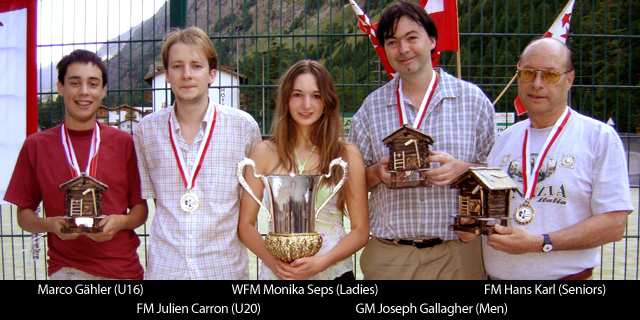 Marco Gähler (U16) WFM Monika Seps (Ladies) FM Hans Karl (Seniors)
FM Julien Carron (U20) GM Joseph Gallagher (Men)